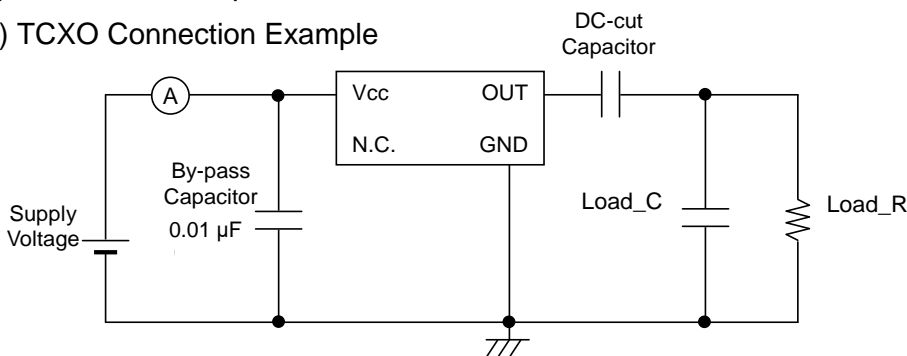 ) TCXO Connection Example
DC-cut
Capacitor
A
Vcc
OUT
N.C.
GND
By-pass
Capacitor
0.01 µF
Supply
Voltage
Load_C
Load_R